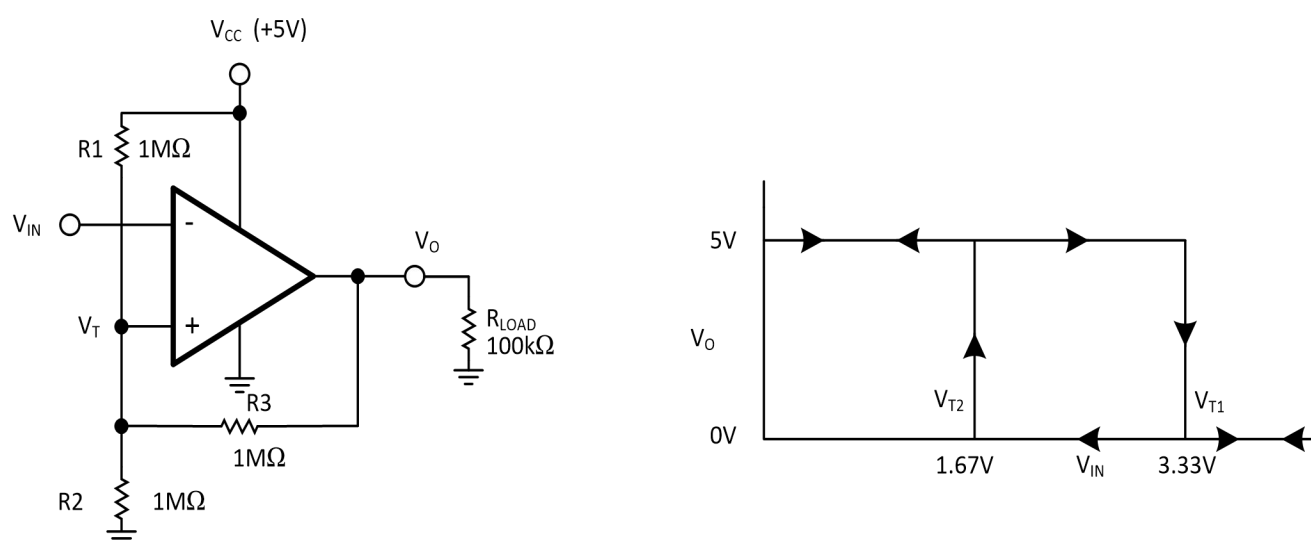 VCC (+5V)
R1 1MΩ
VIN
-
VO
VT
+
RLOAD
100kΩ
R3
1MΩ
R2 1MΩ
5V
VO
VT2
VT1
0V
1.67V
VIN
3.33V